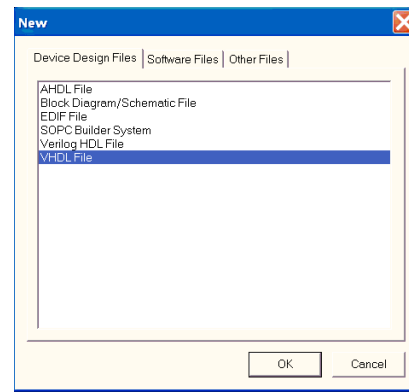 New
Device Design Files Software Files Other Files
AHDL File
Block Diagram/Schematic File
EDIF File
SOPC Builder System
Verilog HDL File
VHDL File
OK Cancel